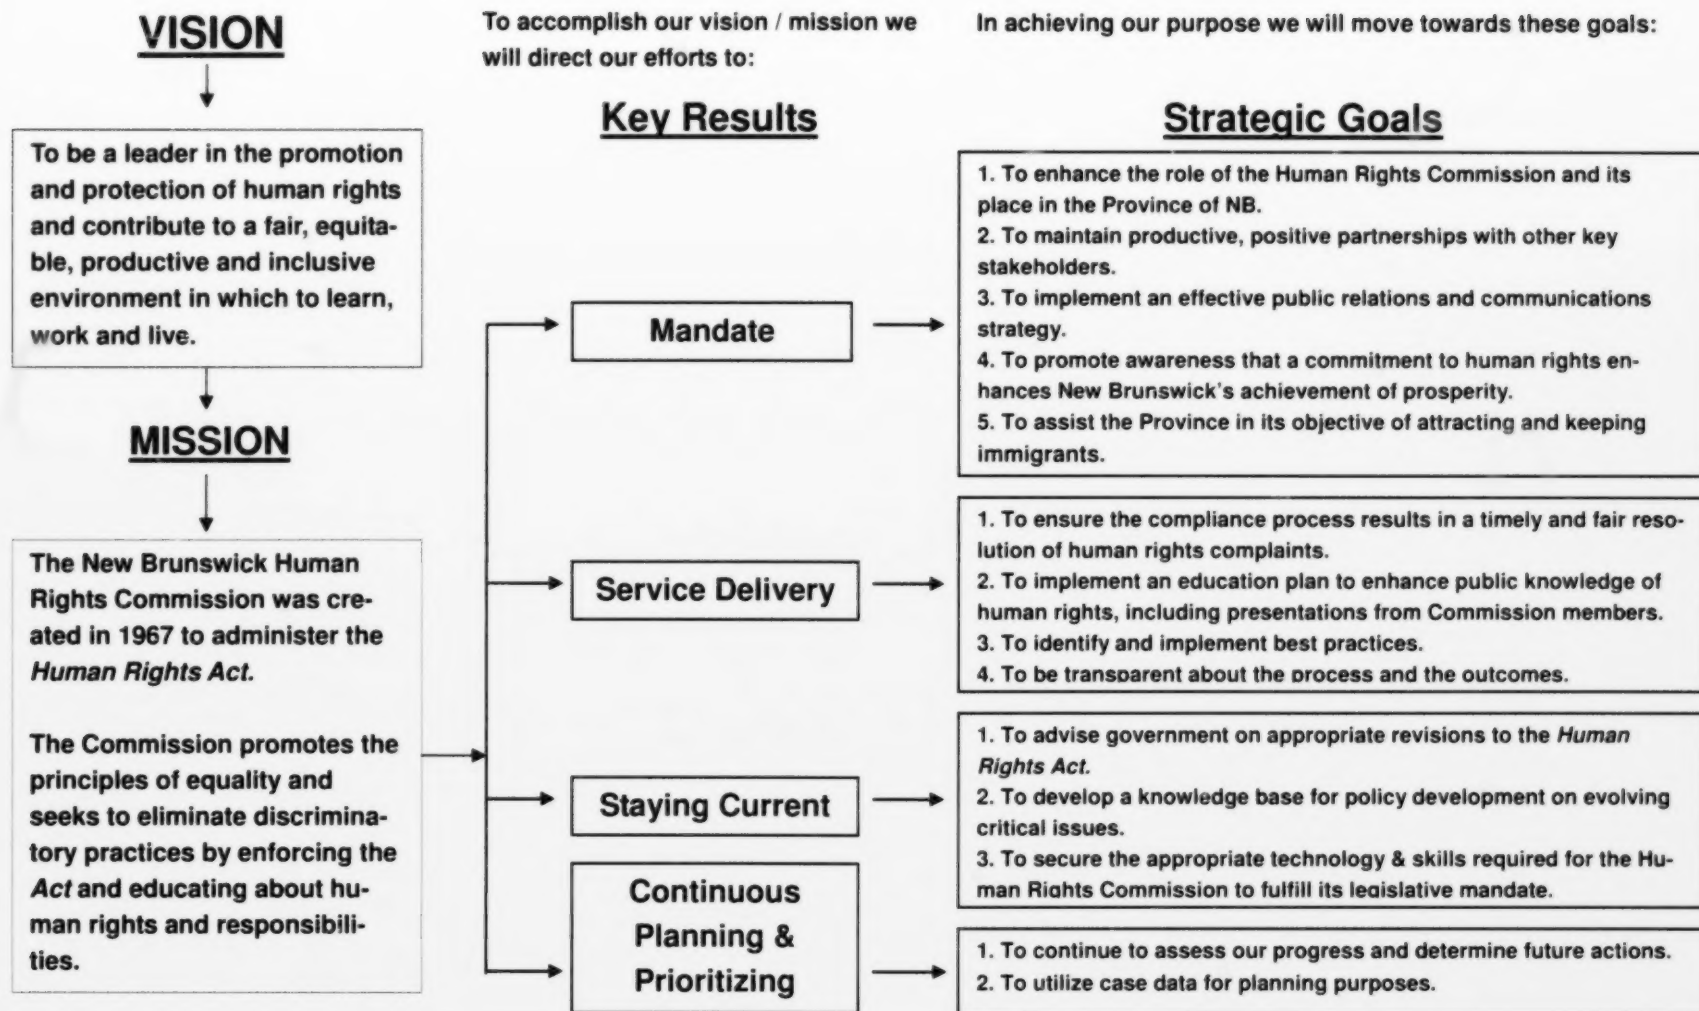 VISION
To be a leader in the promotion
and protection of human rights
and contribute to a fair, equita-
ble, productive and inclusive
environment in which to learn,
work and live.
MISSION
The New Brunswick Human
Rights Commission was cre-
ated in 1967 to administer the
Human Rights Act.
The Commission promotes the
principles of equality and
seeks to eliminate discrimina-
tory practices by enforcing the
Act and educating about hu-
man rights and responsibili-
ties.
To accomplish our vision / mission we
will direct our efforts to:
Key Results
Mandate
Service Delivery
Staying Current
Continuous
Planning &
Prioritizing
In achieving our purpose we will move towards these goals:
Strategic Goals
1. To enhance the role of the Human Rights Commission and its
place in the Province of NB.
2. To maintain productive, positive partnerships with other key
stakeholders.
3. To implement an effective public relations and communications
strategy.
4. To promote awareness that a commitment to human rights en-
hances New Brunswick's achievement of prosperity.
5. To assist the Province in its objective of attracting and keeping
immigrants.
1. To ensure the compliance process results in a timely and fair reso-
lution of human rights complaints.
2. To implement an education plan to enhance public knowledge of
human rights, including presentations from Commission members.
3. To identify and implement best practices.
4. To be transparent about the process and the outcomes.
1. To advise government on appropriate revisions to the Human
Rights Act.
2. To develop a knowledge base for policy development on evolving
critical issues.
3. To secure the appropriate technology & skills required for the Hu-
man Rights Commission to fulfill its legislative mandate.
1. To continue to assess our progress and determine future actions.
2. To utilize case data for planning purposes.